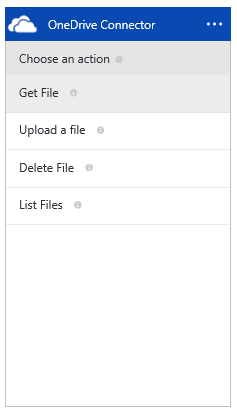 OneDrive Connector
Choose an action
Get File
Upload a file
Delete File
List Files